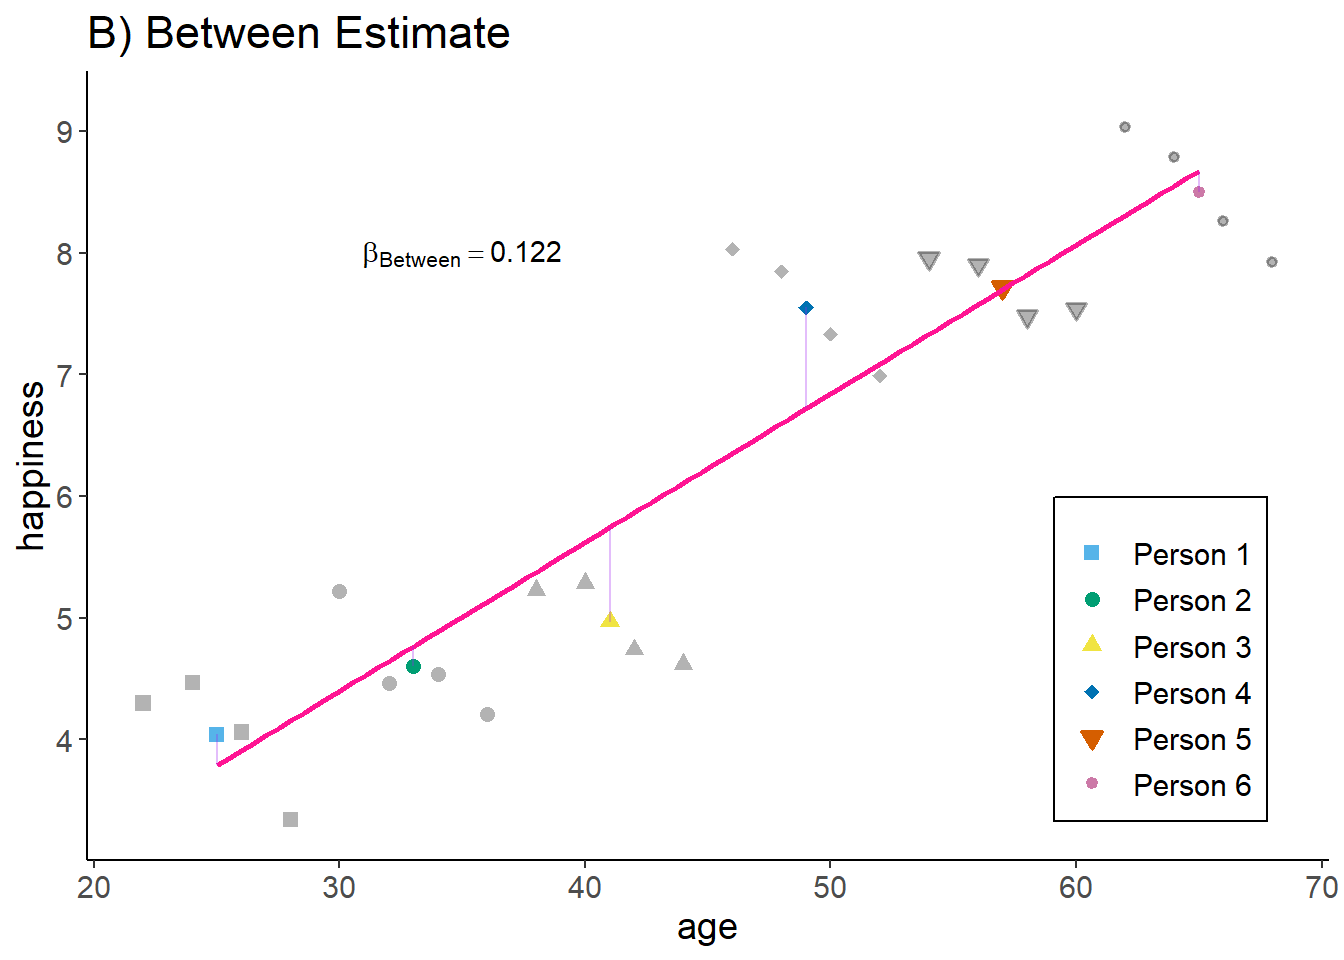 B) Between Estimate
9
8
7
6
5
4
happiness
βBetween = 0.122
Person 1
Person 2
Person 3
Person 4
Person 5
Person 6
20 30 40 50 60 70
age